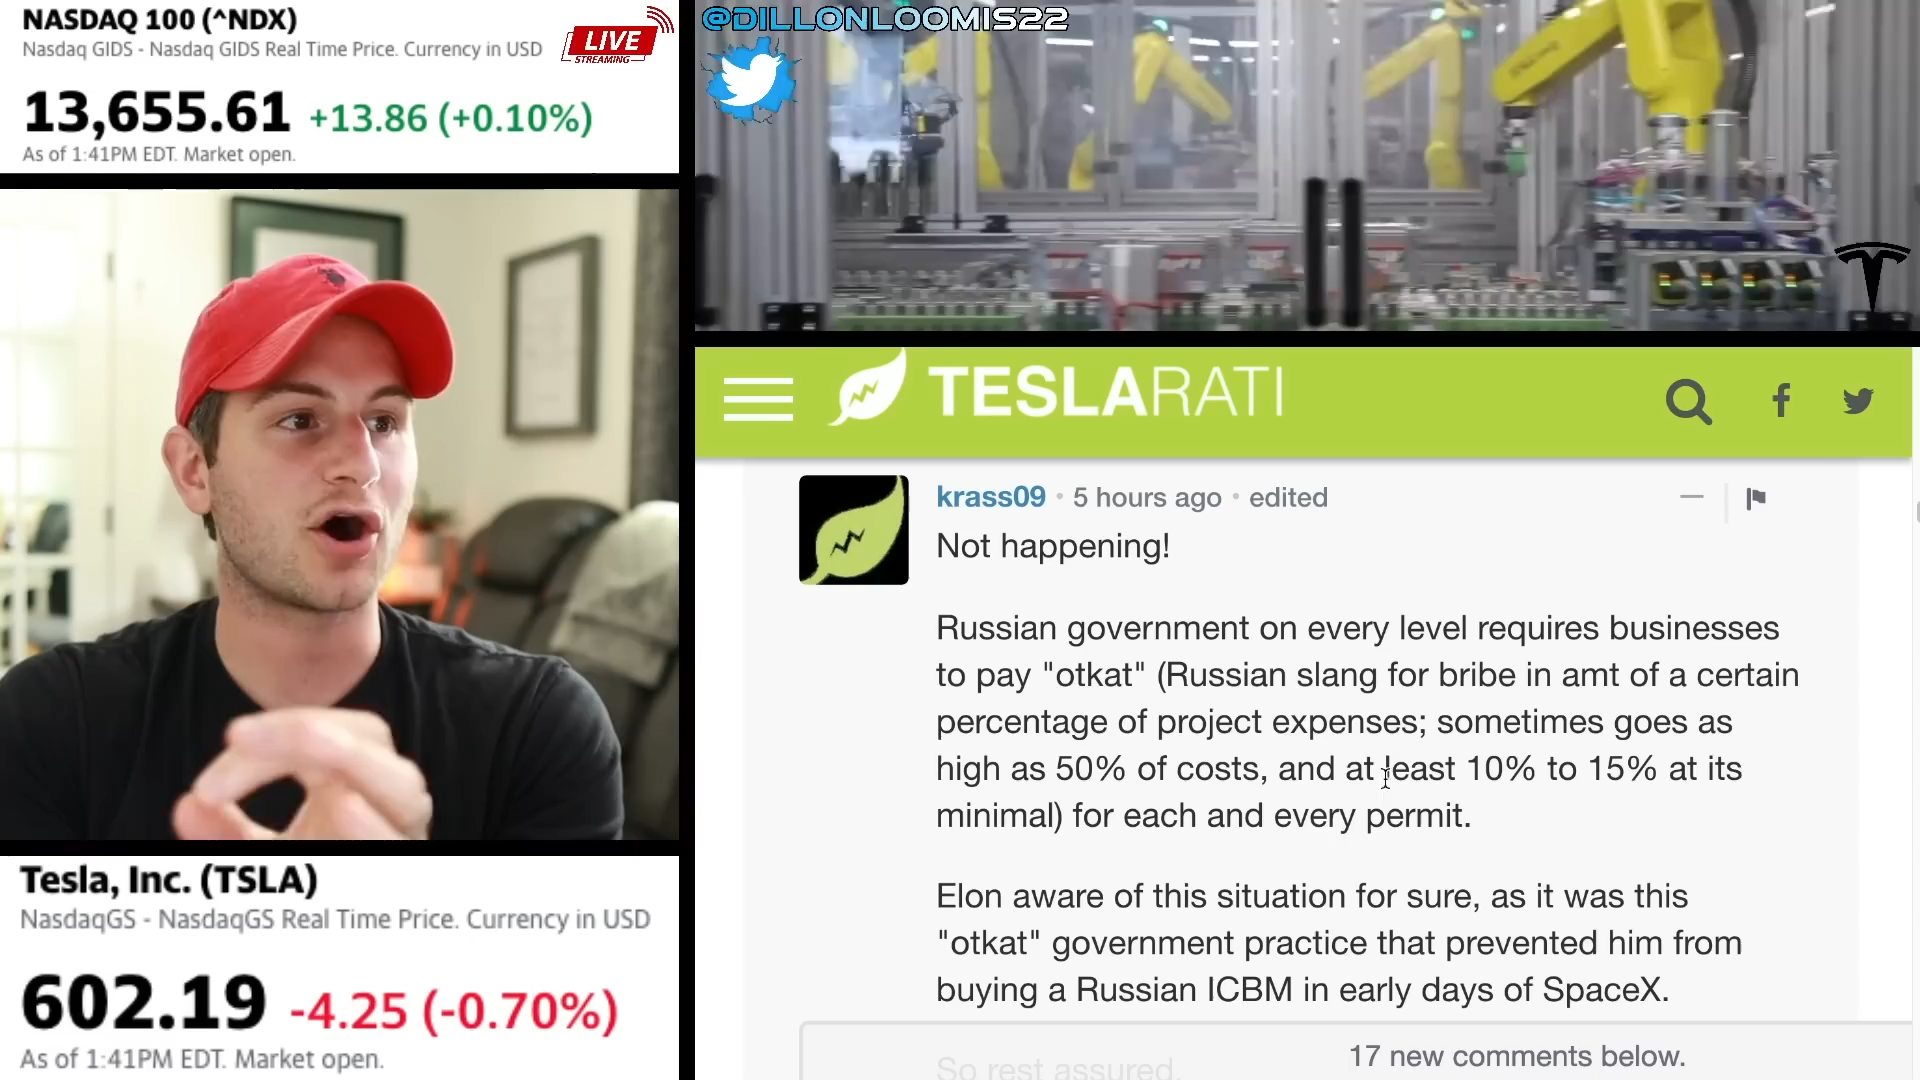 NASDAQ 100 (^NDX)
Nasdaq GIDS - Nasdaq GIDS Real Time Price. Currency in USD
LIVE
STREAMING
13,655.61 +13.86 (+0.10%)
As of 1:41PM EDT. Market open.
@DILLONLOOMIS22
TESLARATI
krass09 • 5 hours ago • edited
Not happening!
Russian government on every level requires businesses
to pay "otkat" (Russian slang for bribe in amt of a certain
percentage of project expenses; sometimes goes as
high as 50% of costs, and at least 10% to 15% at its
minimal) for each and every permit.
Elon aware of this situation for sure, as it was this
"otkat" government practice that prevented him from
buying a Russian ICBM in early days of SpaceX.
So rest assured.
17 new comments below.
Tesla, Inc. (TSLA)
NasdaqGS - NasdaqGS Real Time Price. Currency in USD
602.19 -4.25 (-0.70%)
As of 1:41PM EDT. Market open.